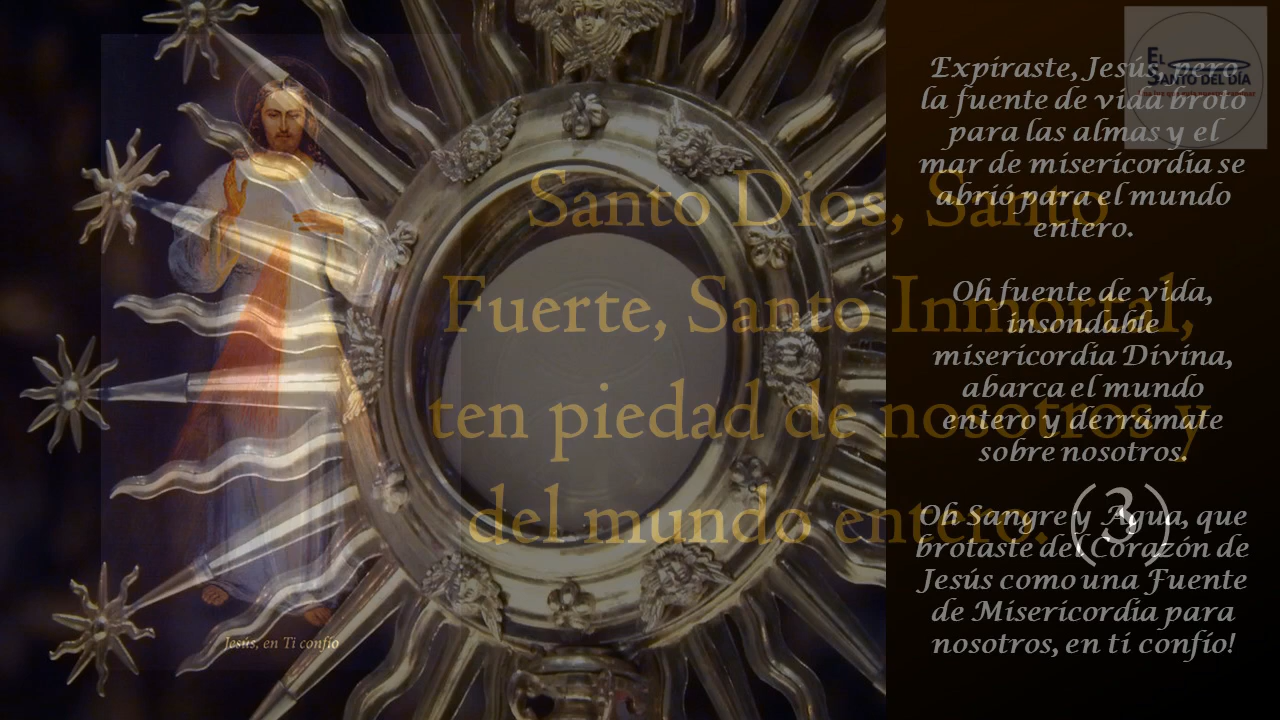 Expiraste, Jesús, pero
la fuente de vida brotó
para las almas y el
mar de misericordia se
abrió para el mundo
entero.
Oh fuente de vida,
insondable
misericordia Divina,
abarca el mundo
entero y derrámate
sobre nosotros.
Oh Sangre y Agua, que
brotaste del Corazón de
Jesús como una Fuente
de Misericordia para
nosotros, en ti confío!
Santo Dios, Santo
Fuerte, Santo Inmortal,
ten piedad de nosotros y
del mundo entero.
(3)
Jesús, en Ti confío
EL
SANTO DEL DÍA